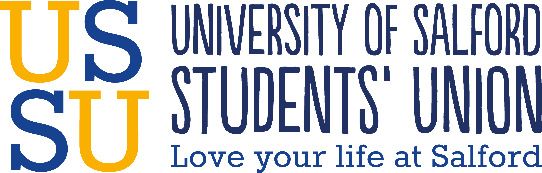 US
SU
UNIVERSITY OF SALFORD
STUDENTS' UNION
Love your life at Salford